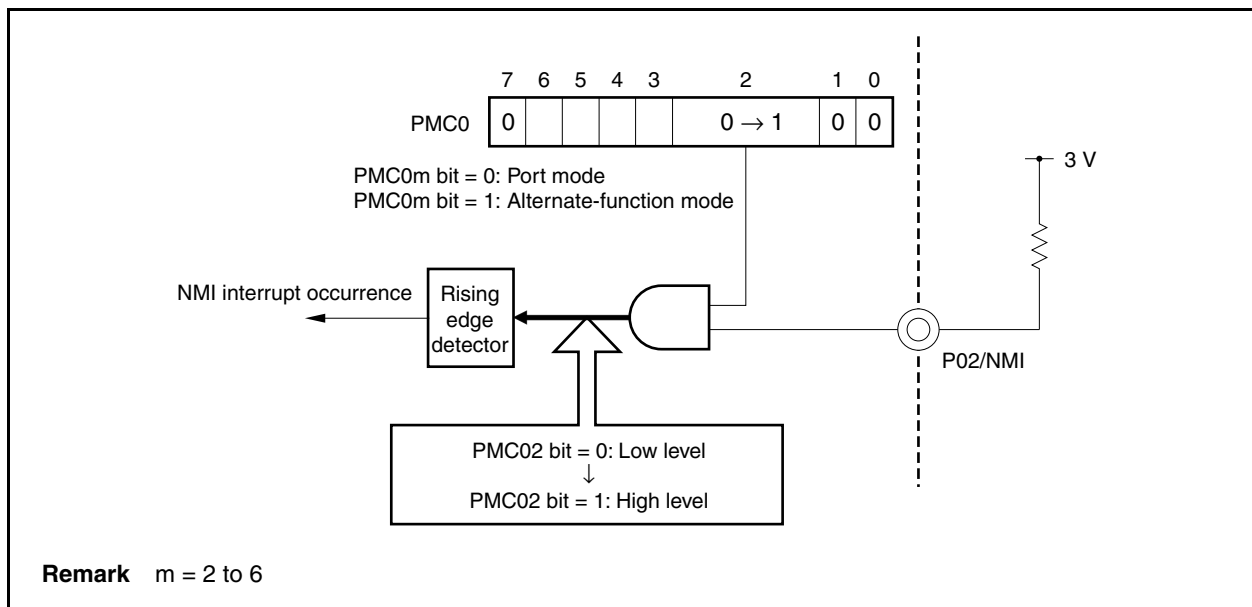 7 6 5 4 3 2 1 0
PMC0 0 0 → 1 0 0
3 V
PMC0m bit = 0: Port mode
PMC0m bit = 1: Alternate-function mode
NMI interrupt occurrence
Rising
edge
detector
P02/NMI
PMC02 bit = 0: Low level
↓
PMC02 bit = 1: High level
Remark m = 2 to 6